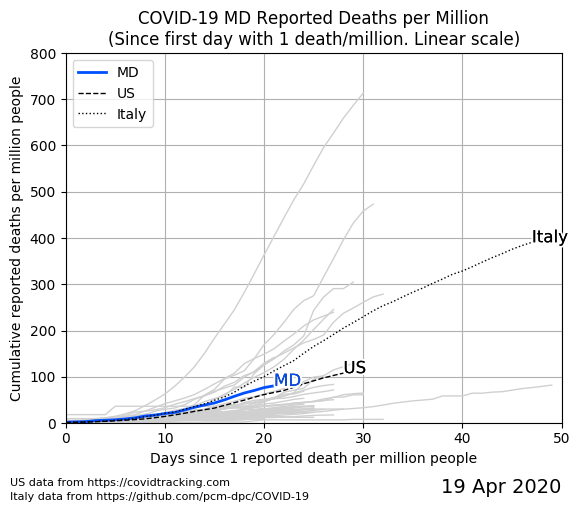 COVID-19 MD Reported Deaths per Million
(Since first day with 1 death/million. Linear scale)
800
700
600
500
400
300
200
100
0
Cumulative reported deaths per million people
MD
US
Italy
Italy
US
MD
0
10
20
30
40
50
Days since 1 reported death per million people
US data from https://covidtracking.com
Italy data from https://github.com/pcm-dpc/COVID-19
19 Apr 2020